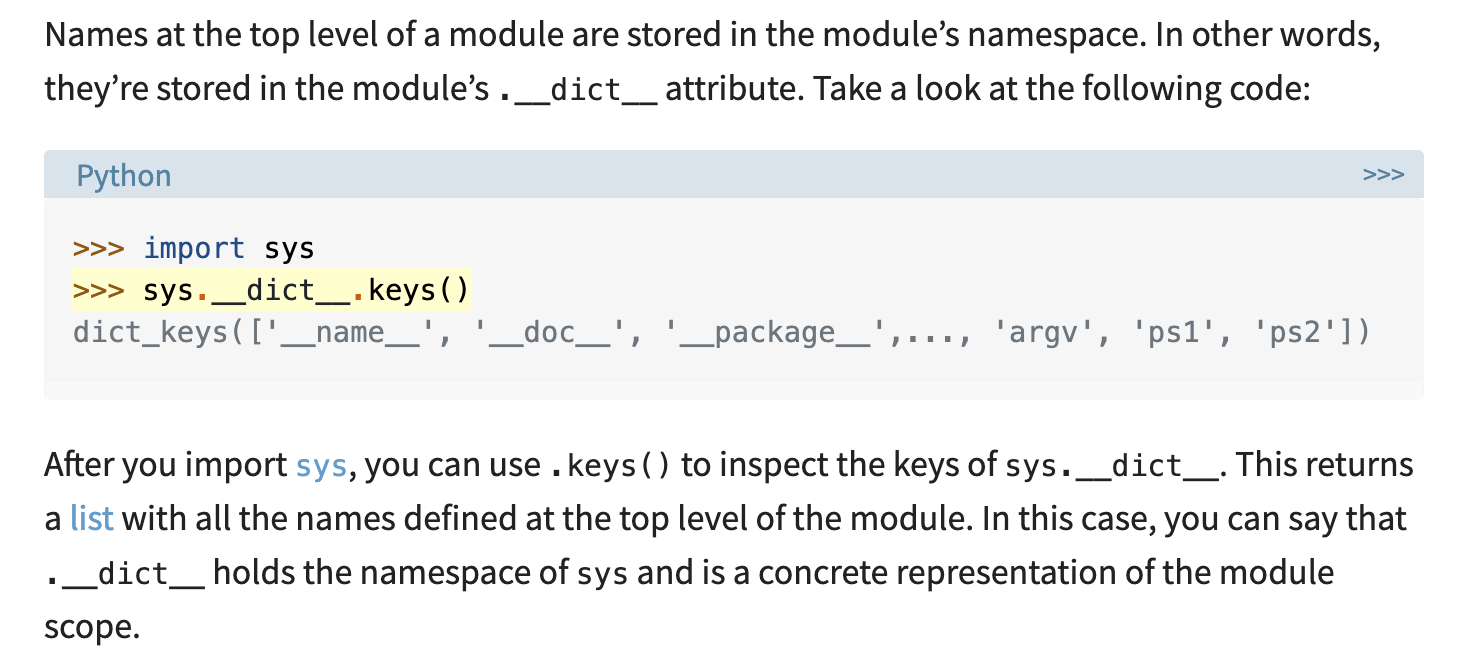 Names at the top level of a module are stored in the module’s namespace. In other words,
they’re stored in the module’s .__dict__ attribute. Take a look at the following code:
Python >>>
>>> import sys
>>> sys.__dict__.keys()
dict_keys(['__name__', '__doc__', '__package__',..., 'argv', 'ps1', 'ps2'])
After you import sys, you can use .keys() to inspect the keys of sys.__dict__. This returns
a list with all the names defined at the top level of the module. In this case, you can say that
.__dict__ holds the namespace of sys and is a concrete representation of the module
scope.